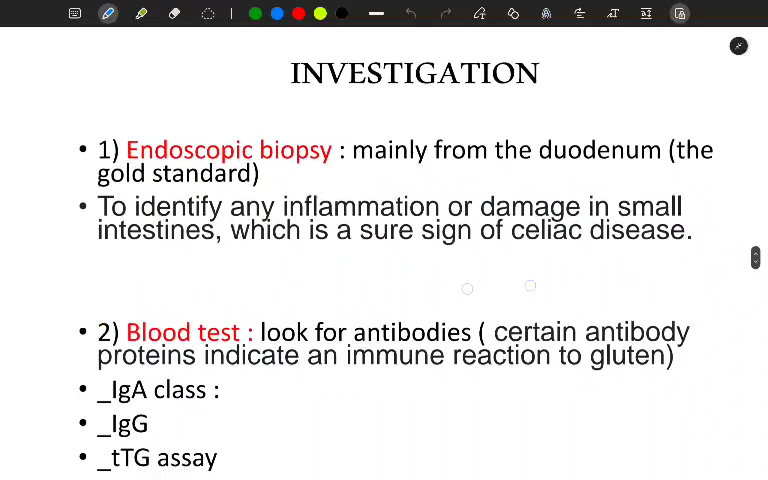 INVESTIGATION
• 1) Endoscopic biopsy : mainly from the duodenum (the
gold standard)
• To identify any inflammation or damage in small
intestines, which is a sure sign of celiac disease.
• 2) Blood test : look for antibodies ( certain antibody
proteins indicate an immune reaction to gluten)
• _IgA class :
• _IgG
• _tTG assay